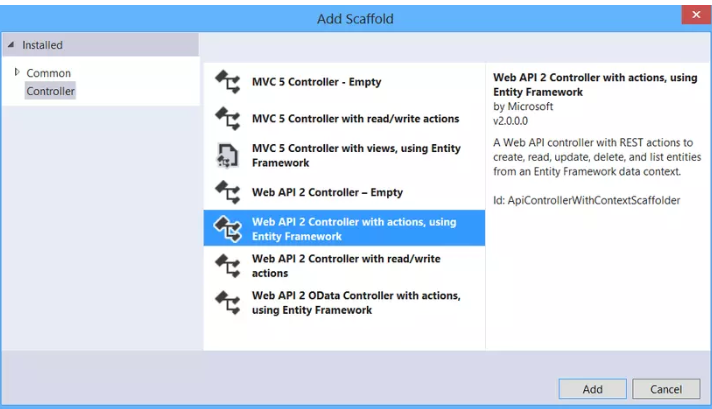 Add Scaffold
Installed
Common
Controller
MVC 5 Controller - Empty
MVC 5 Controller with read/write actions
MVC 5 Controller with views, using Entity
Framework
Web API 2 Controller – Empty
Web API 2 Controller with actions, using
Entity Framework
Web API 2 Controller with read/write
actions
Web API 2 OData Controller with actions,
using Entity Framework
Web API 2 Controller with actions, using
Entity Framework
by Microsoft
v2.0.0.0
A Web API controller with REST actions to
create, read, update, delete, and list entities
from an Entity Framework data context.
Id: ApiControllerWithContextScaffolder
Add
Cancel